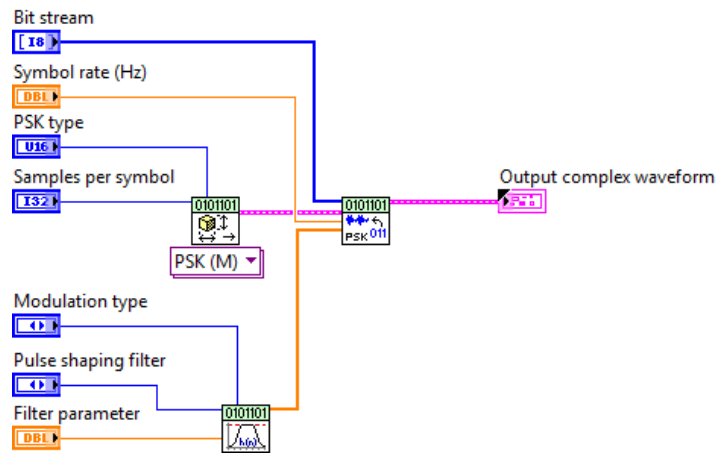 Bit stream
I8
Symbol rate (Hz)
DBL
PSK type
U16
Samples per symbol
I32
0101101
0101101
PSK 011
Output complex waveform
PSK (M)
Modulation type
Pulse shaping filter
Filter parameter
DBL
0101101
h(n)